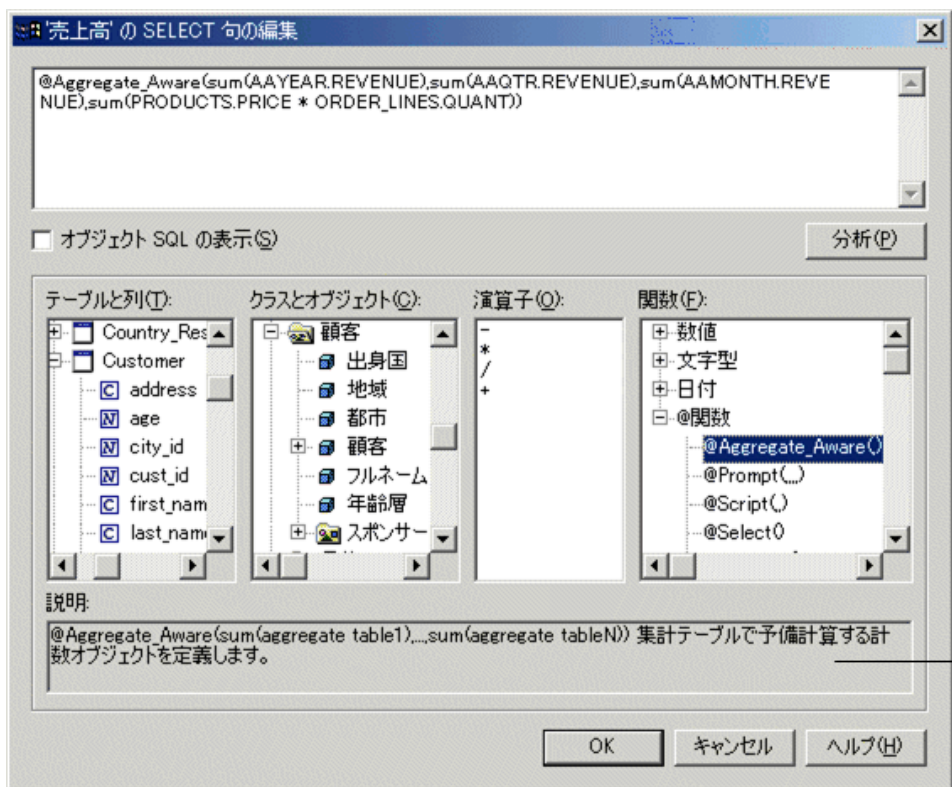 '売上高' の SELECT 句の編集
@Aggregate_Aware(sum(AAYEAR.REVENUE),sum(AAQTR.REVENUE),sum(AAMONTH.REVE
NUE),sum(PRODUCTS.PRICE * ORDER_LINES.QUANT))
オブジェクト SQL の表示(S)
分析(P)
テーブルと列(T):
Country_Res
Customer
address
age
city_id
cust_id
first_nam
last_nam
クラスとオブジェクト(C):
顧客
出身国
地域
都市
顧客
フルネーム
年齢層
スポンサー
演算子(O):
-
*
/
+
関数(F):
数値
文字型
日付
@関数
@Aggregate_Aware()
@Prompt(,,,)
@Script(,)
@Select()
説明:
@Aggregate_Aware(sum(aggregate table1),...,sum(aggregate tableN)) 集計テーブルで予備計算する計
数オブジェクトを定義します。
OK
キャンセル
ヘルプ(H)